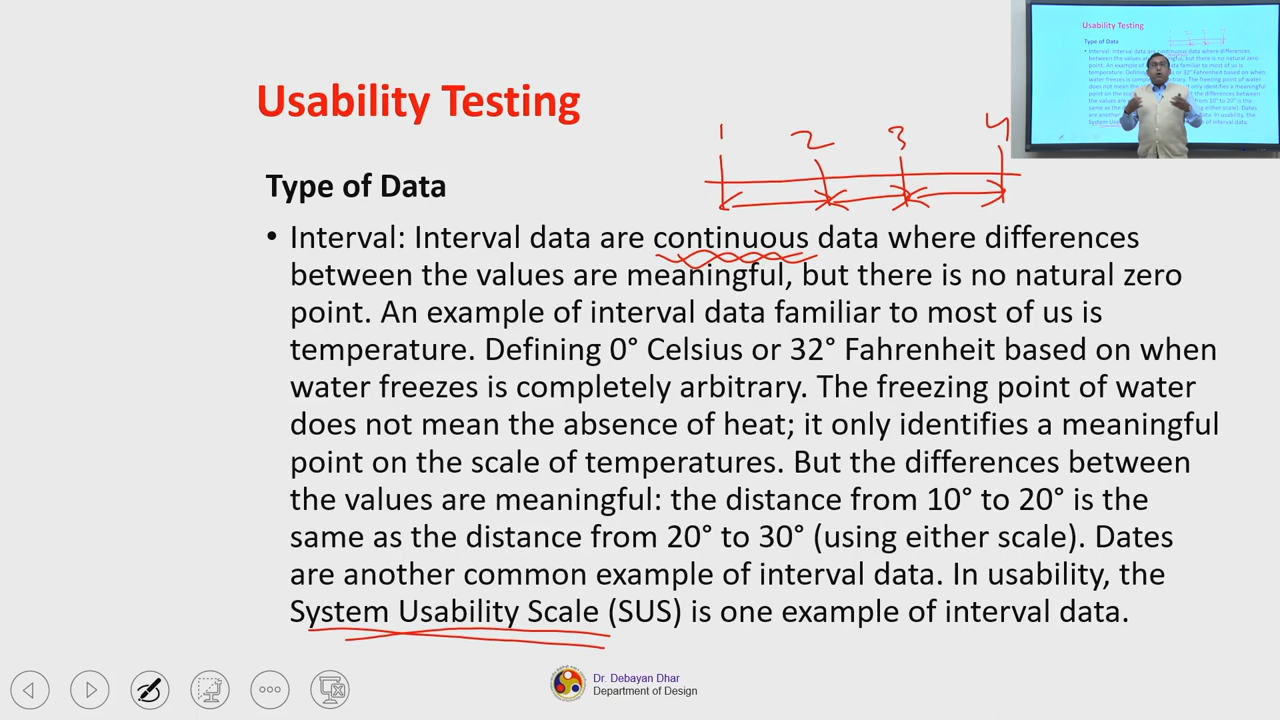 Usability Testing
Type of Data
1 2 3 4
• Interval: Interval data are continuous data where differences
between the values are meaningful, but there is no natural zero
point. An example of interval data familiar to most of us is
temperature. Defining 0° Celsius or 32° Fahrenheit based on when
water freezes is completely arbitrary. The freezing point of water
does not mean the absence of heat; it only identifies a meaningful
point on the scale of temperatures. But the differences between
the values are meaningful: the distance from 10° to 20° is the
same as the distance from 20° to 30° (using either scale). Dates
are another common example of interval data. In usability, the
System Usability Scale (SUS) is one example of interval data.
Dr. Debayan Dhar
Department of Design
Usability Testing
Type of Data